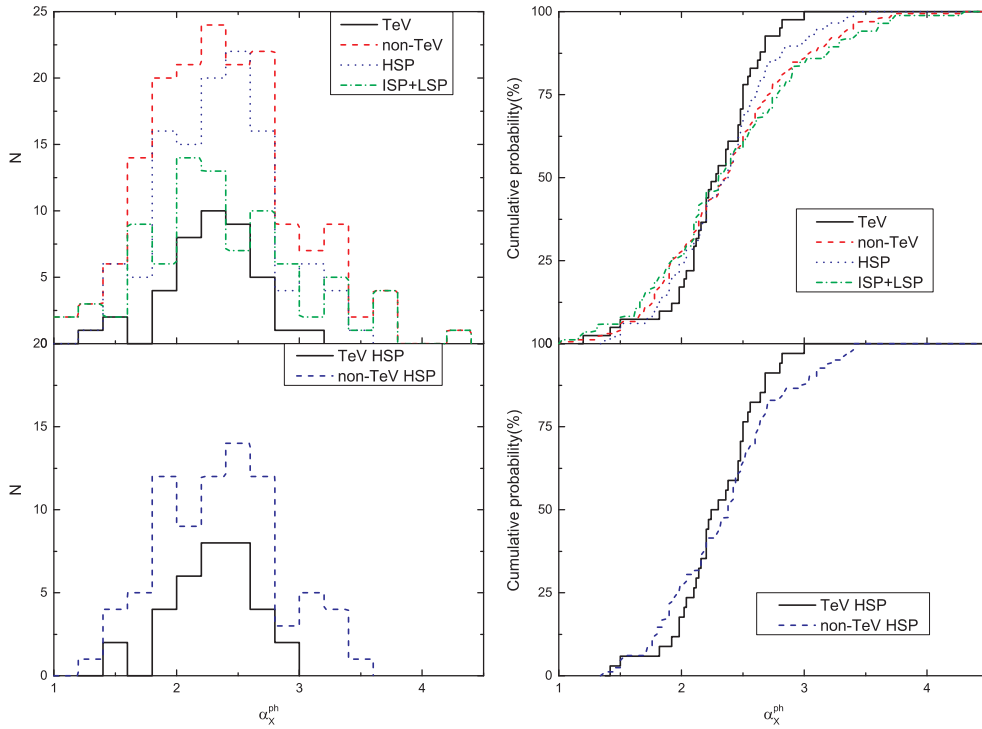 25
20
15
10
5
20
N
TeV
non-TeV
HSP
ISP+LSP
100
75
50
25
100
Cumulative probability(%)
TeV
non-TeV
HSP
ISP+LSP
15
10
5
0
N
TeV HSP
non-TeV HSP
1 2 3 4
α_X^ph
75
50
25
0
Cumulative probability(%)
TeV HSP
non-TeV HSP
1 2 3 4
α_X^ph